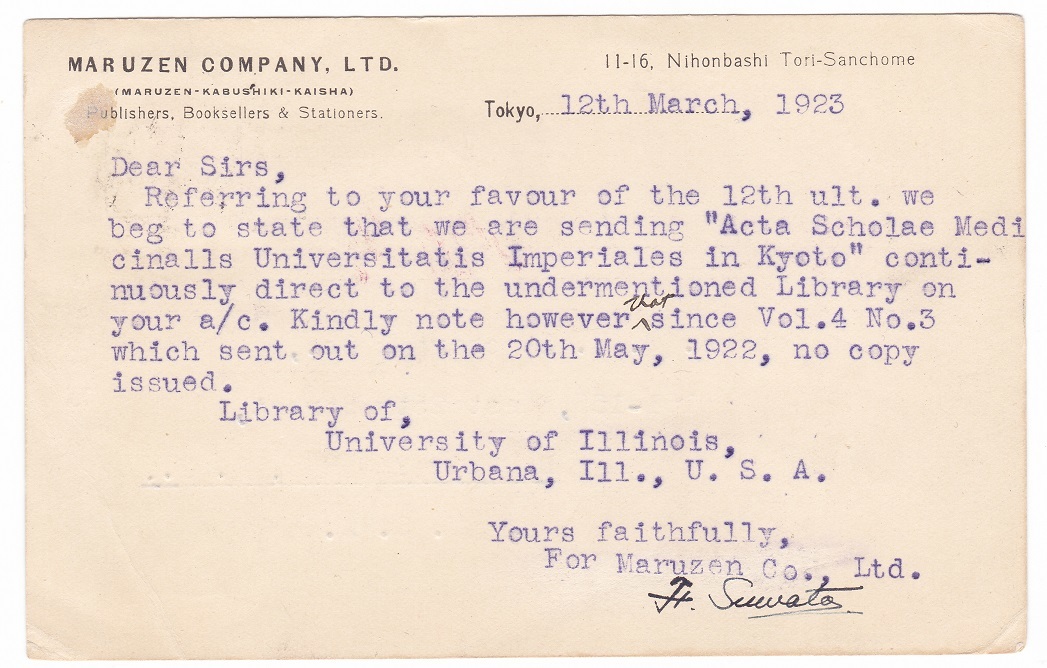 MARUZEN COMPANY, LTD.
(MARUZEN-KABUSHIKI-KAISHA)
Publishers, Booksellers & Stationers.
11-16, Nihonbashi Tori-Sanchome
Tokyo, 12th March, 1923
Dear Sirs,
Referring to your favour of the 12th ult. we
beg to state that we are sending "Acta Scholae Medi
cinalls Universitatis Imperiales in Kyoto" conti-
nuously direct" to the undermentioned Library on
that
your a/c. Kindly note however since Vol.4 No.3
which sent out on the 20th May, 1922, no copy
issued.
Library of,
University of Illinois,
Urbana, Ill., U. S. A.
Yours faithfully,
For Maruzen Co., Ltd.